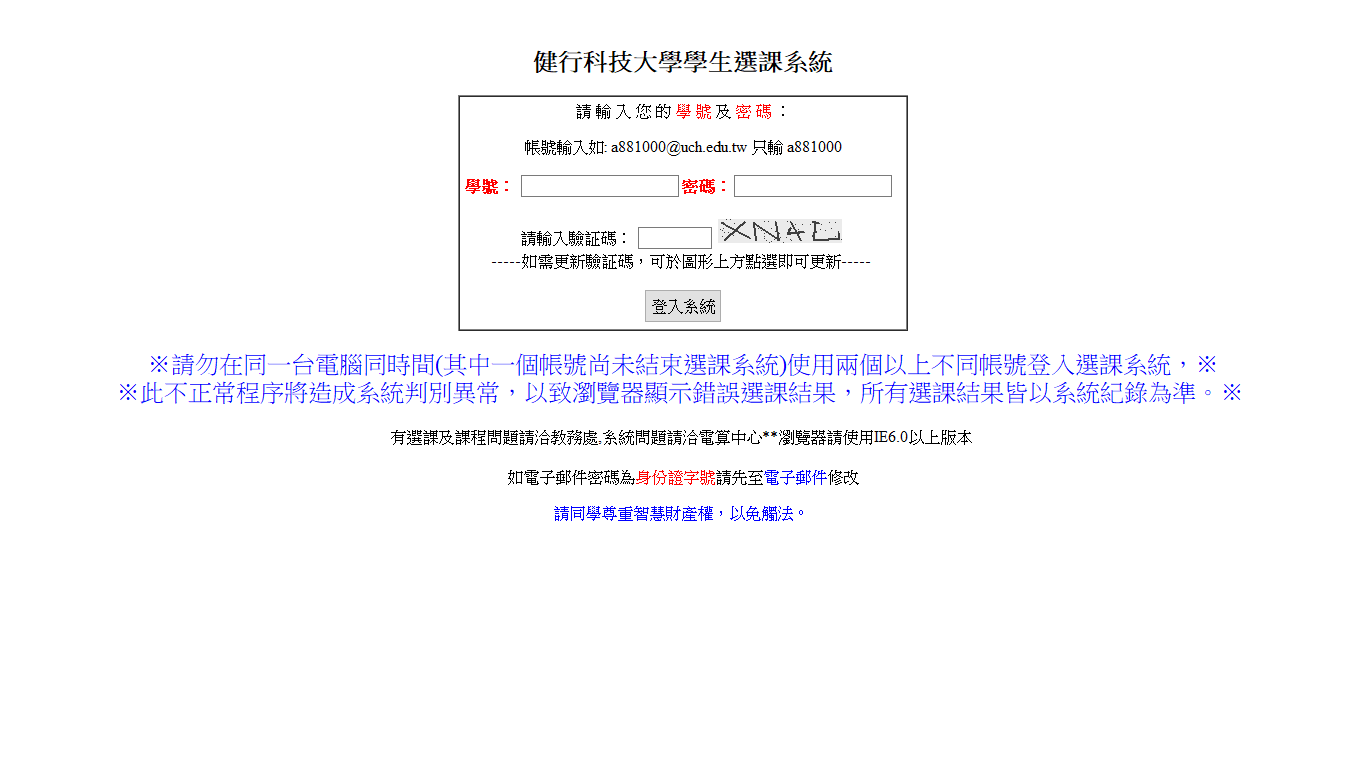 健行科技大學學生選課系統
請輸入您的學號及密碼：
帳號輸入如: a881000@uch.edu.tw 只輸 a881000
學號： 密碼：
請輸入驗証碼： XN4U
-----如需更新驗証碼，可於圖形上方點選即可更新-----
登入系統
※請勿在同一台電腦同時間(其中一個帳號尚未結束選課系統)使用兩個以上不同帳號登入選課系統，※
※此不正常程序將造成系統判別異常，以致瀏覽器顯示錯誤選課結果，所有選課結果皆以系統紀錄為準。※
有選課及課程問題請洽教務處,系統問題請洽電算中心**瀏覽器請使用IE6.0以上版本
如電子郵件密碼為身份證字號請先至電子郵件修改
請同學尊重智慧財產權，以免觸法。